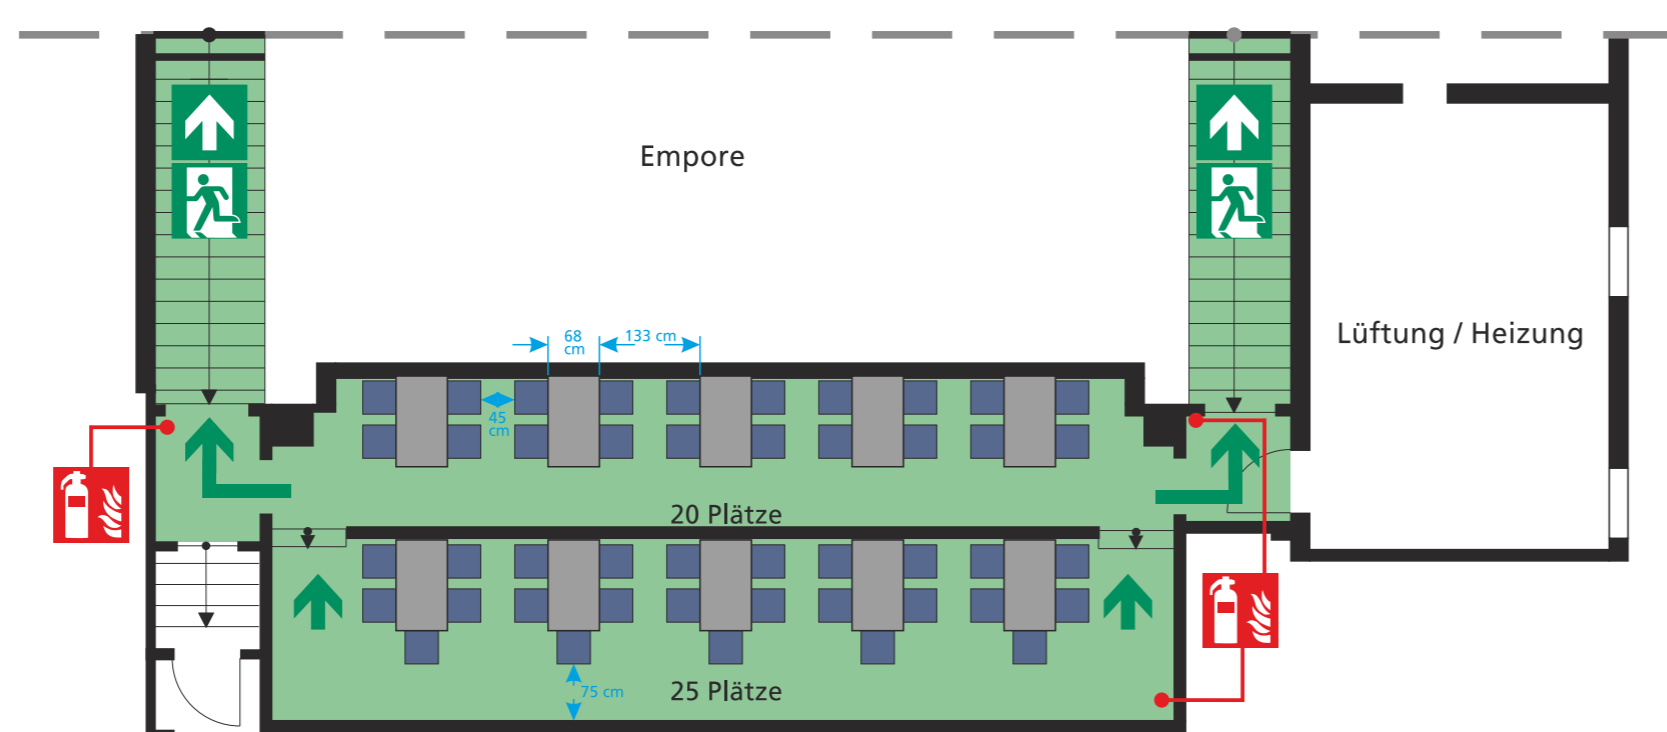 Empore
Lüftung / Heizung
68
cm
133 cm
45
cm
20 Plätze
75 cm
25 Plätze